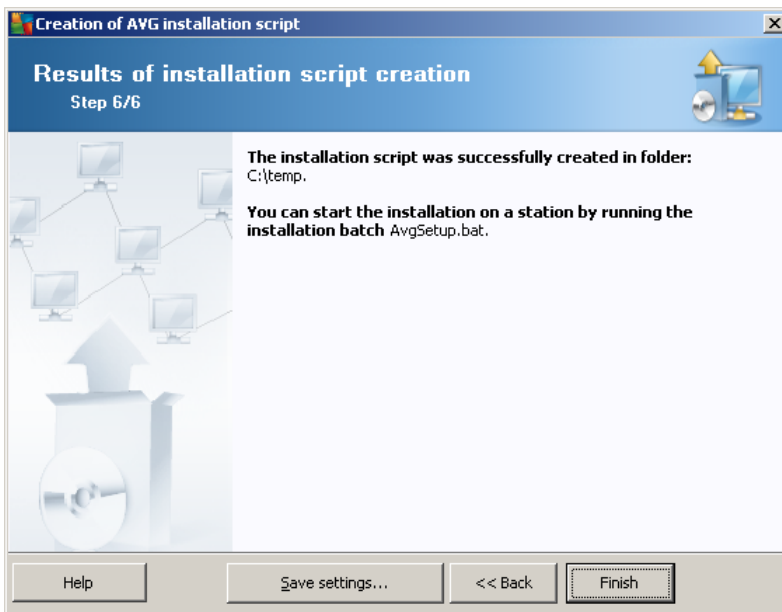 Creation of AVG installation script
Results of installation script creation
Step 6/6
The installation script was successfully created in folder:
C:\temp.
You can start the installation on a station by running the
installation batch AvgSetup.bat.
Help
Save settings...
<< Back
Finish